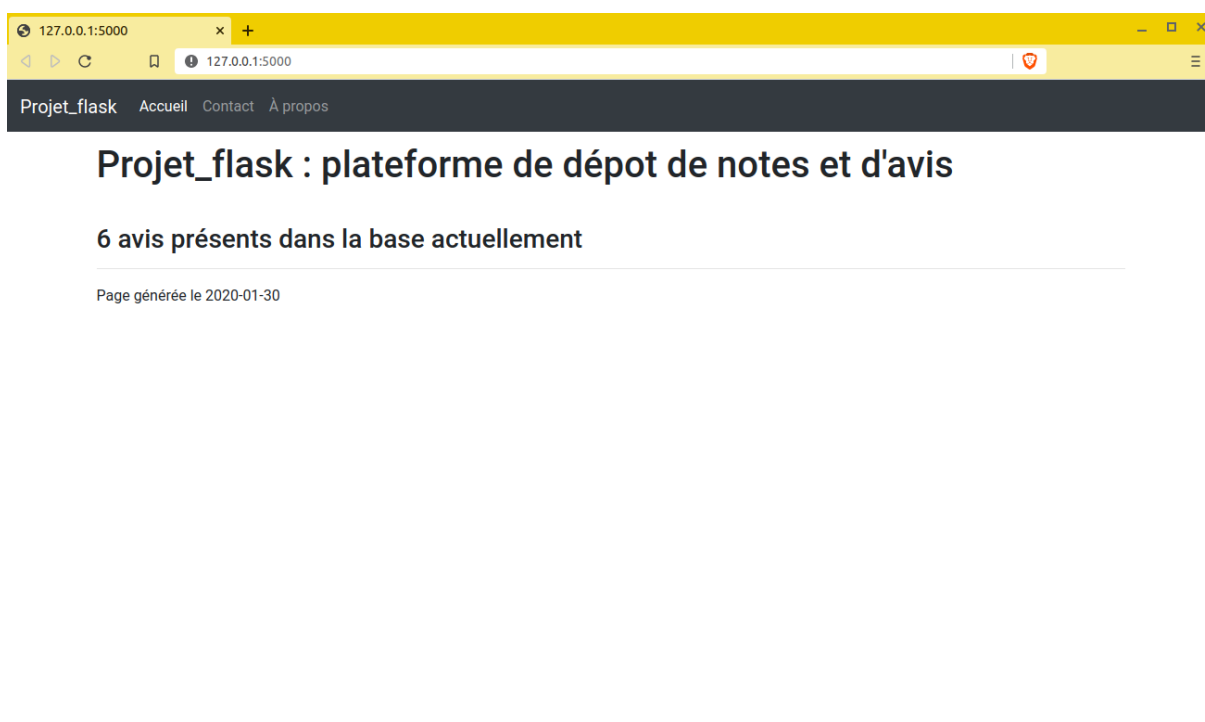 127.0.0.1:5000
127.0.0.1:5000
Projet_flask Accueil Contact À propos
Projet_flask : plateforme de dépot de notes et d'avis
6 avis présents dans la base actuellement
Page générée le 2020-01-30